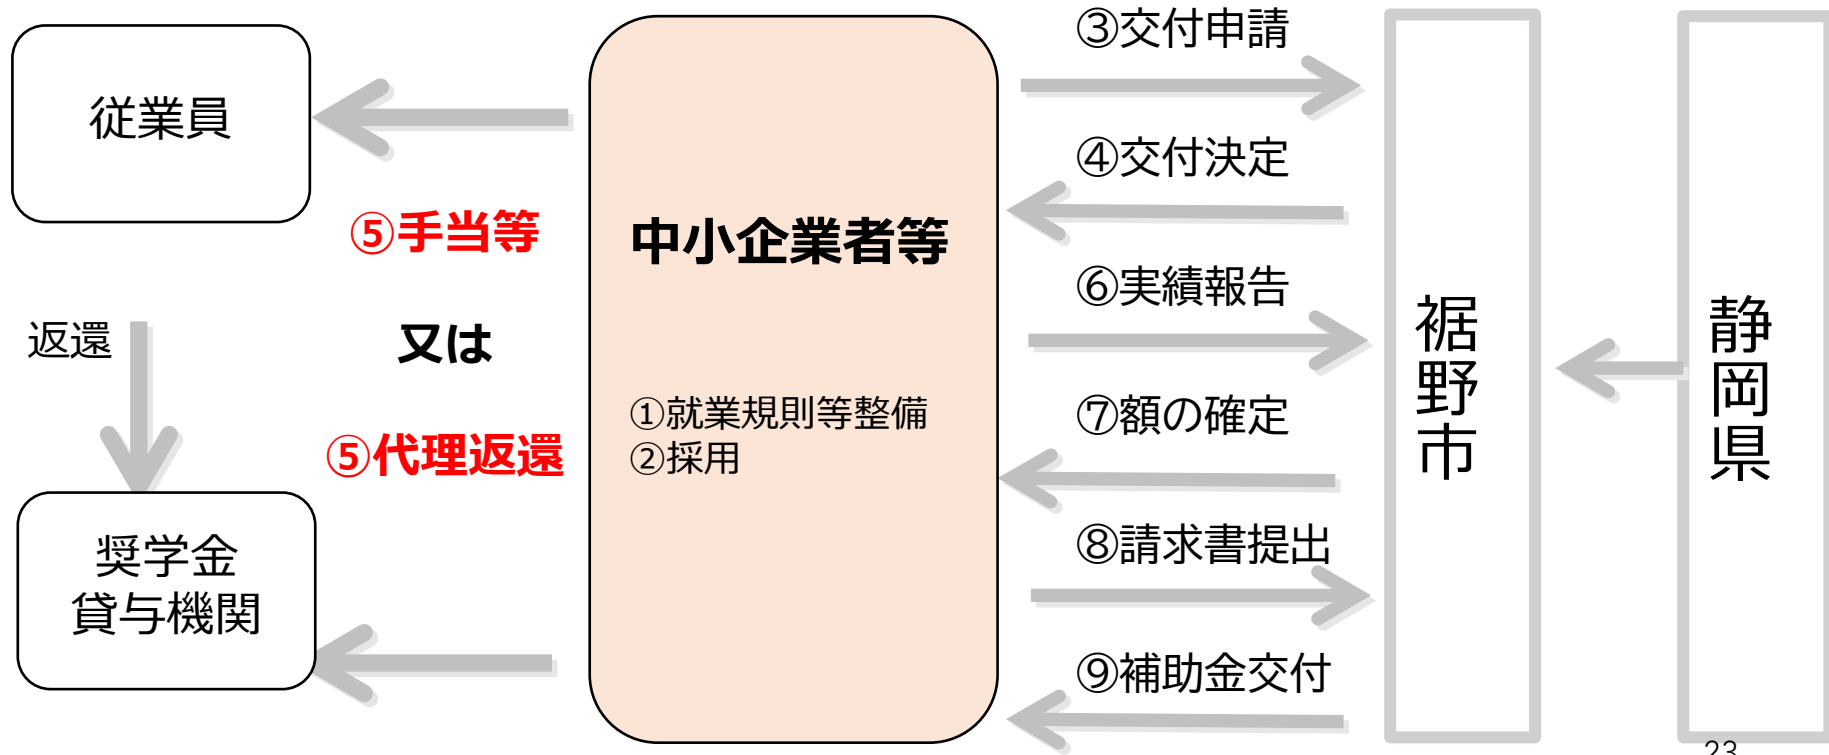 従業員
⑤手当等
又は
⑤代理返還
返還
奨学金
貸与機関
中小企業者等
①就業規則等整備
②採用
③交付申請
④交付決定
⑥実績報告
⑦額の確定
⑧請求書提出
⑨補助金交付
裾野市
静岡県
23